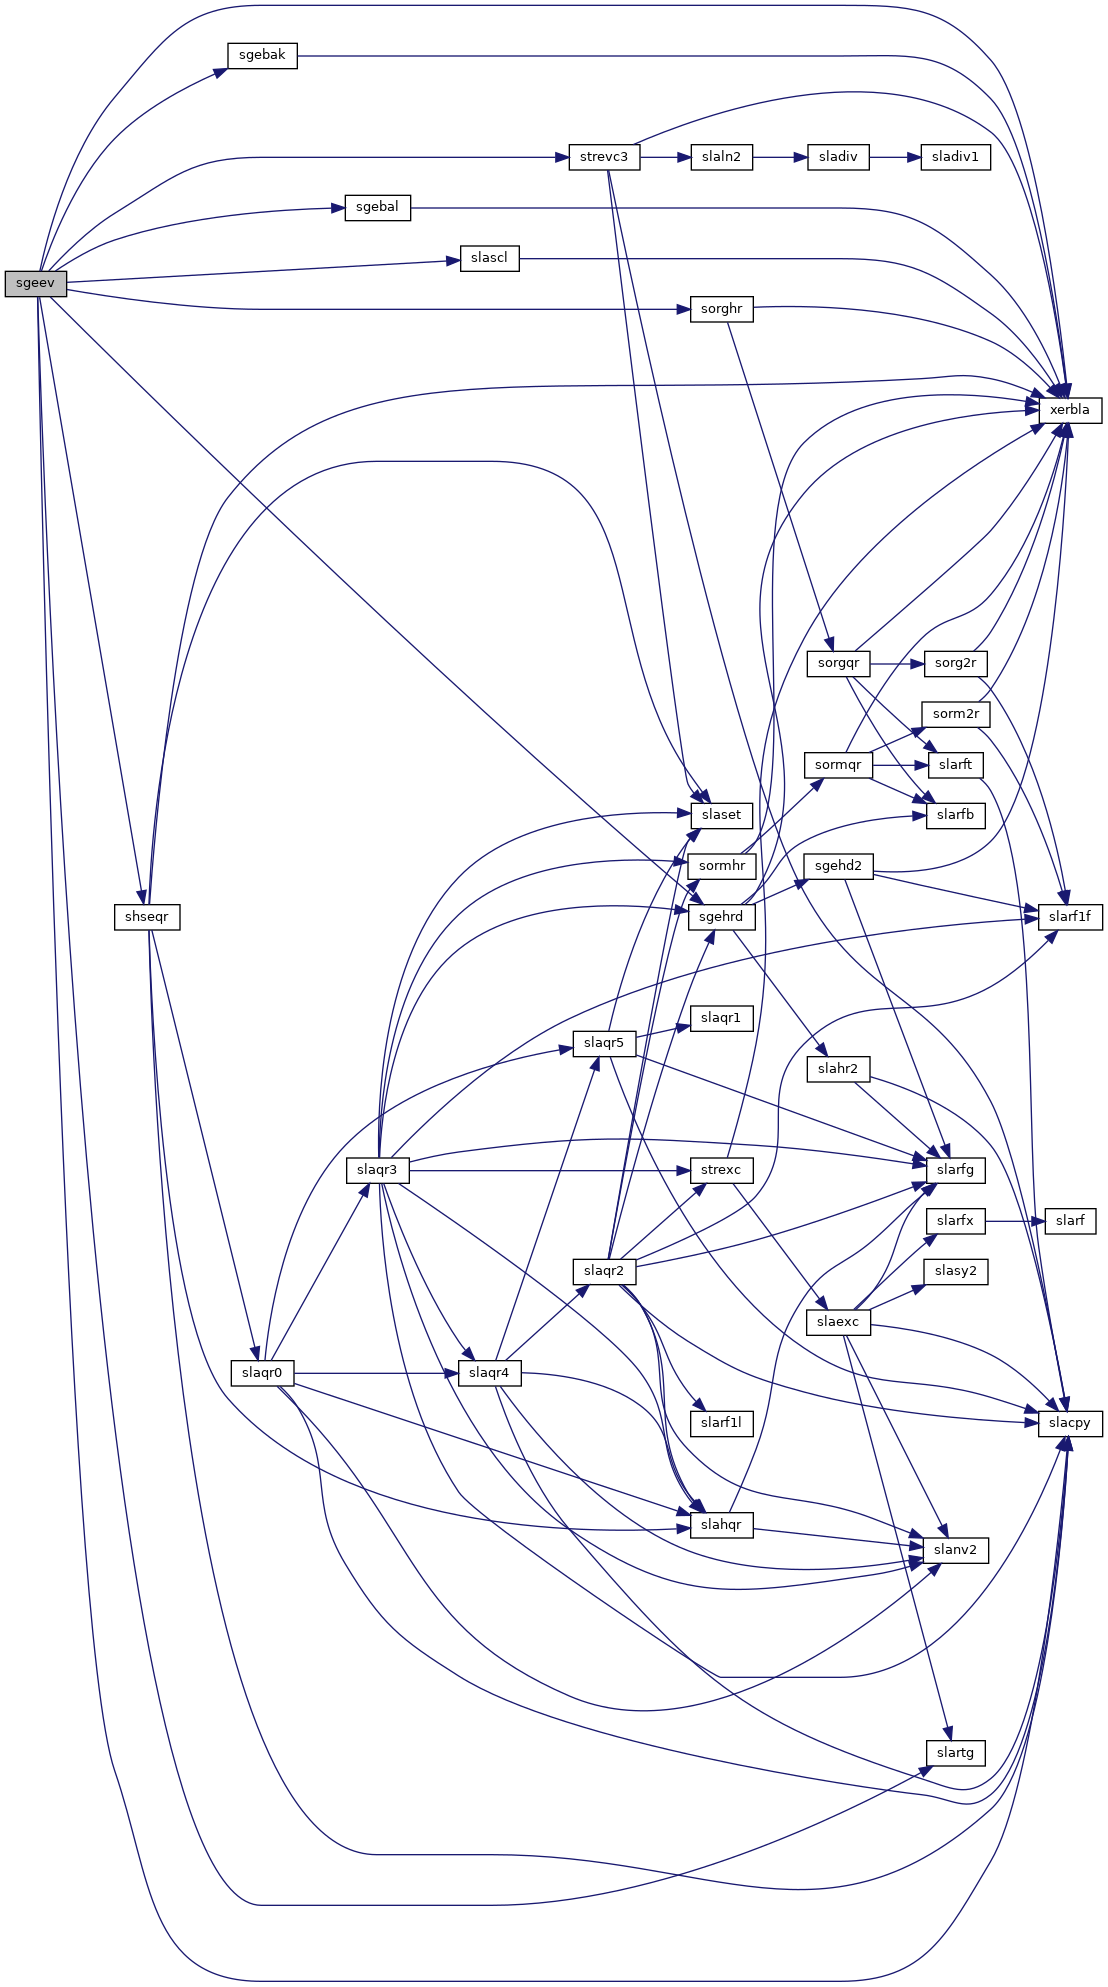 sgebak
strevc3
slaln2
sladiv
sladiv1
sgebal
slascl
sgeev
sorghr
xerbla
sorgqr
sorg2r
sorm2r
sormqr
slarft
slaset
slarfb
sormhr
sgehd2
shseqr
sgehrd
slarf1f
slaqr1
slaqr5
slahr2
slaqr3
strexc
slarfg
slarfx
slarf
slaqr2
slasy2
slaexc
slaqr0
slaqr4
slarf1l
slacpy
slahqr
slanv2
slartg